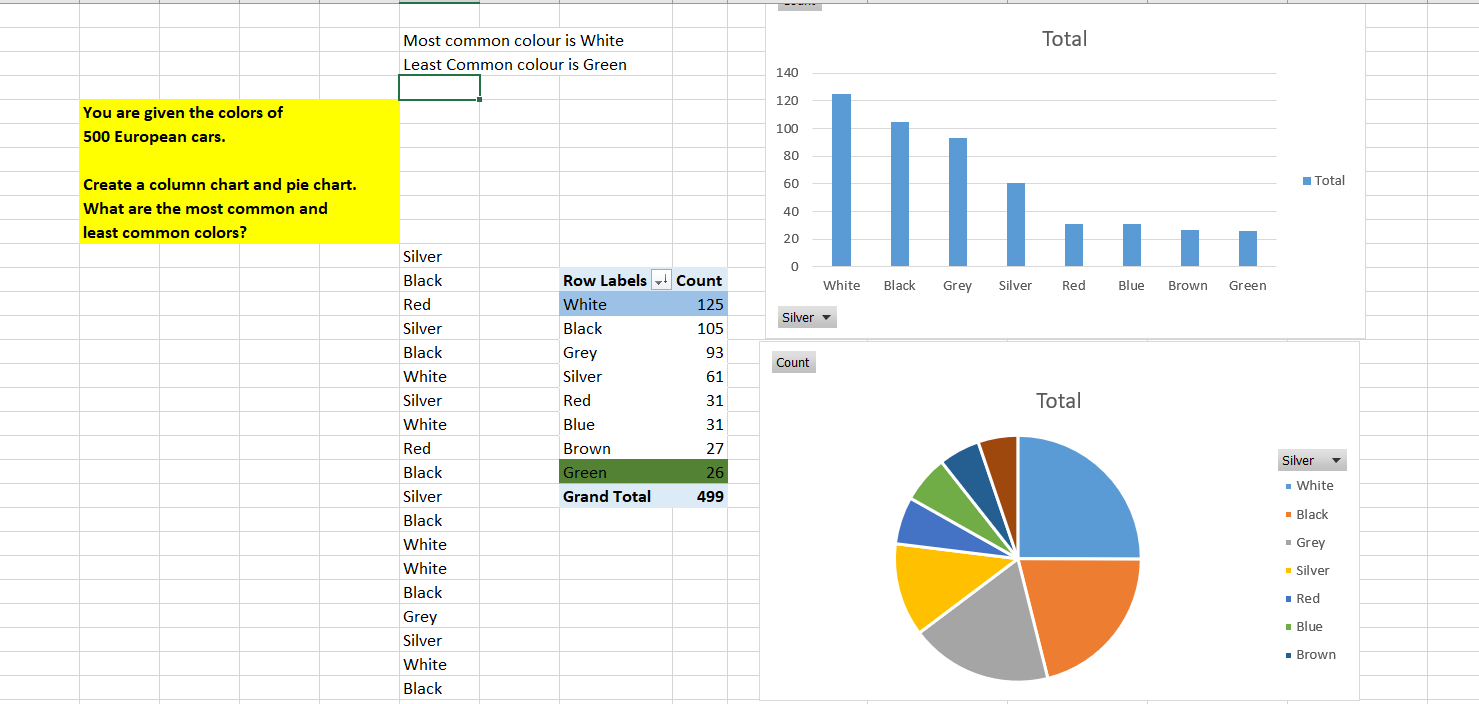 Most common colour is White
Least Common colour is Green
You are given the colors of
500 European cars.
Create a column chart and pie chart.
What are the most common and
least common colors?
Silver
Black
Red
Silver
Black
White
Silver
White
Red
Black
Silver
Black
White
White
Black
Grey
Silver
White
Black
Row Labels Count
White 125
Black 105
Grey 93
Silver 61
Red 31
Blue 31
Brown 27
Green 26
Grand Total 499
Total
140
120
100
80
60
40
20
0
White Black Grey Silver Red Blue Brown Green
Total
Silver
Count
Total
Silver
White
Black
Grey
Silver
Red
Blue
Brown